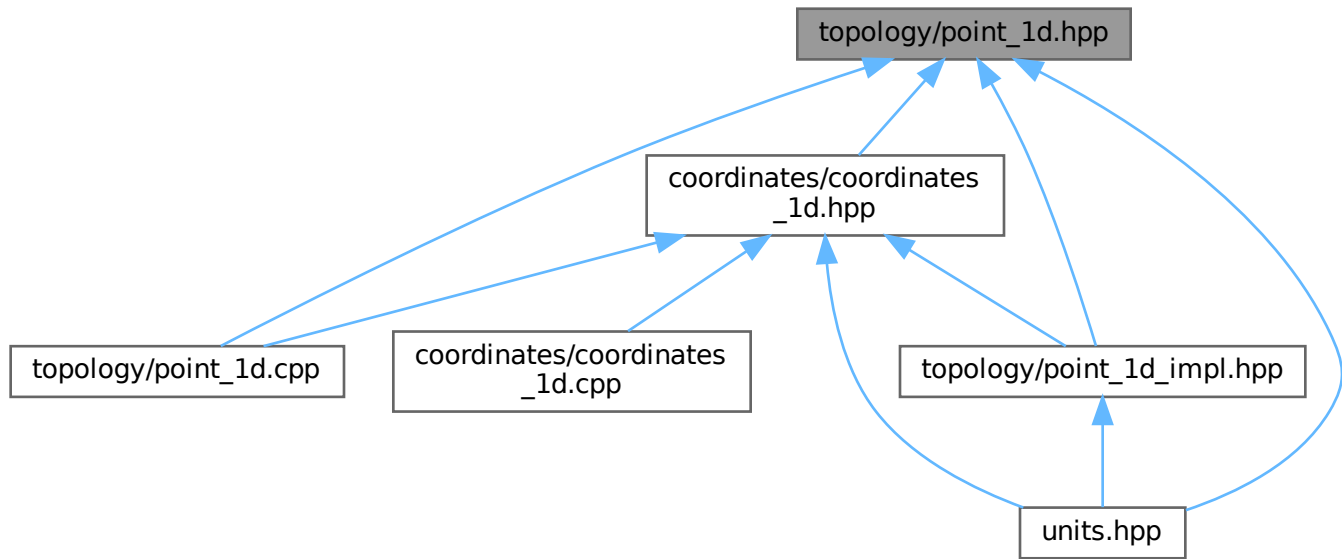 topology/point_1d.hpp
coordinates/coordinates
_1d.hpp
topology/point_1d.cpp
coordinates/coordinates
_1d.cpp
topology/point_1d_impl.hpp
units.hpp